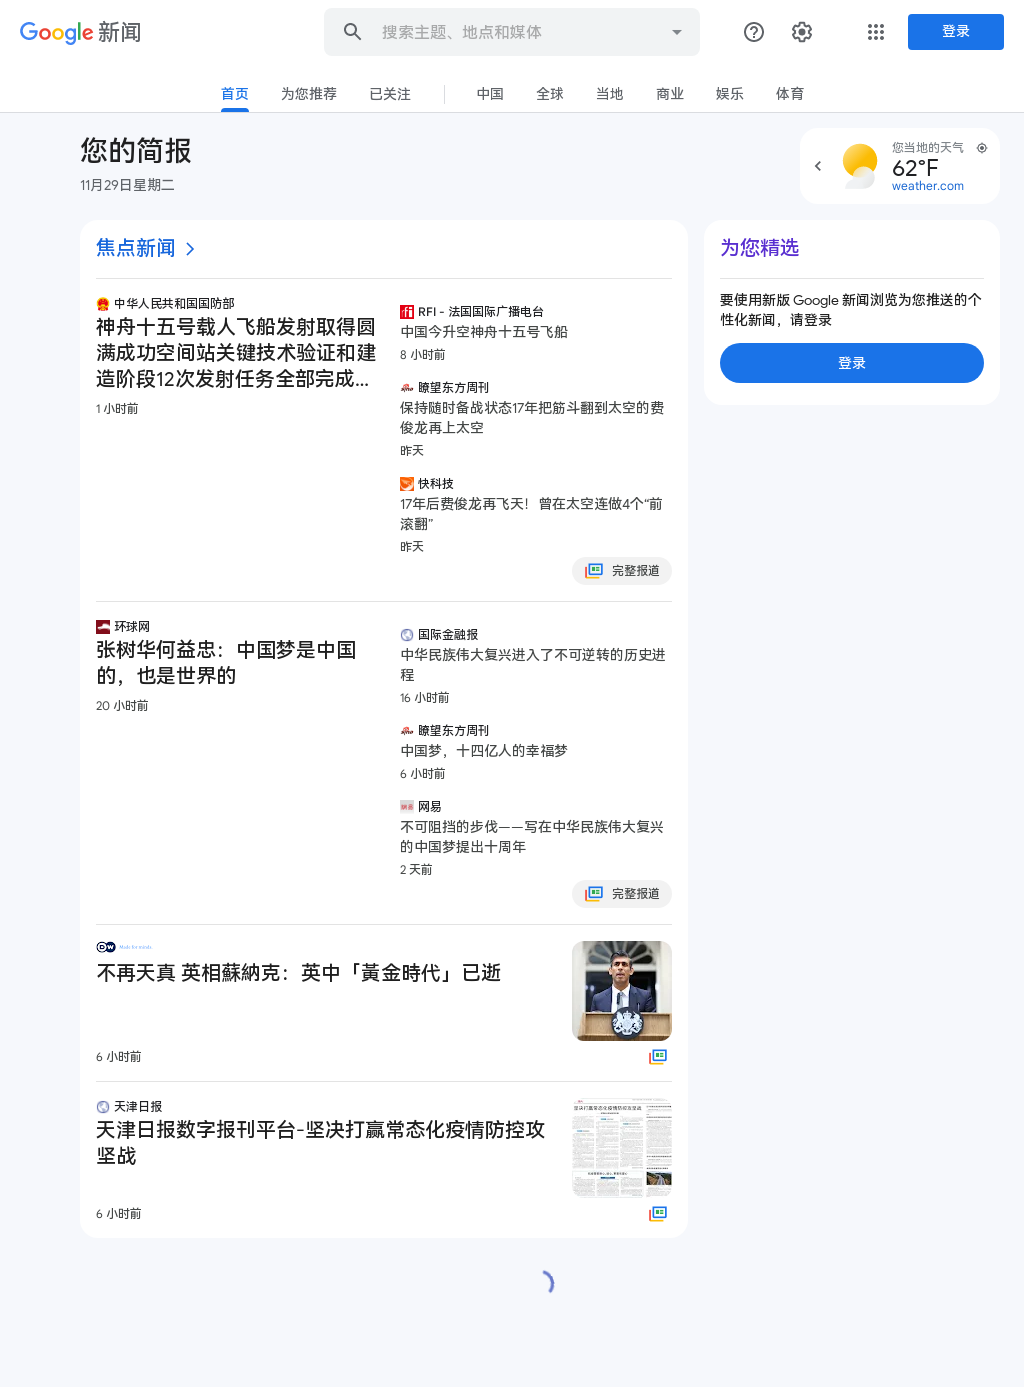 Google 新闻
搜索主题、地点和媒体
登录
首页
为您推荐
已关注
中国
全球
当地
商业
娱乐
体育
您的简报
11月29日星期二
您当地的天气
62°F
weather.com
焦点新闻
中华人民共和国国防部
神舟十五号载人飞船发射取得圆
满成功空间站关键技术验证和建
造阶段12次发射任务全部完成...
1 小时前
RFI - 法国国际广播电台
中国今升空神舟十五号飞船
8 小时前
瞭望东方周刊
保持随时备战状态17年把筋斗翻到太空的费
俊龙再上太空
昨天
快科技
17年后费俊龙再飞天！曾在太空连做4个“前
滚翻”
昨天
完整报道
为您精选
要使用新版 Google 新闻浏览为您推送的个
性化新闻，请登录
登录
环球网
张树华何益忠：中国梦是中国
的，也是世界的
20 小时前
国际金融报
中华民族伟大复兴进入了不可逆转的历史进
程
16 小时前
瞭望东方周刊
中国梦，十四亿人的幸福梦
6 小时前
网易
不可阻挡的步伐——写在中华民族伟大复兴
的中国梦提出十周年
2 天前
完整报道
DW Made for minds
不再天真 英相蘇納克：英中「黃金時代」已逝
6 小时前
天津日报
天津日报数字报刊平台-坚决打赢常态化疫情防控攻
坚战
坚决打赢常态化疫情防控攻坚战
6 小时前